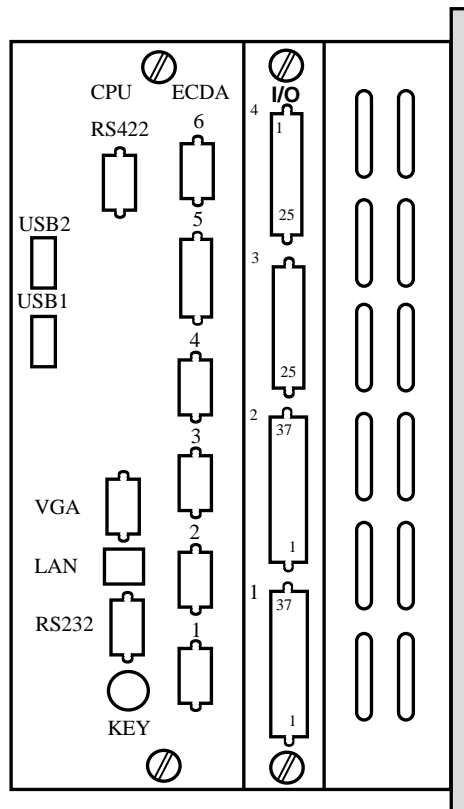 CPU ECDA I/O
RS422 6 4 1
25
USB2 5
USB1 3
4 25
3 2 37
VGA
2 1
LAN
1 37
RS232 1
KEY 1